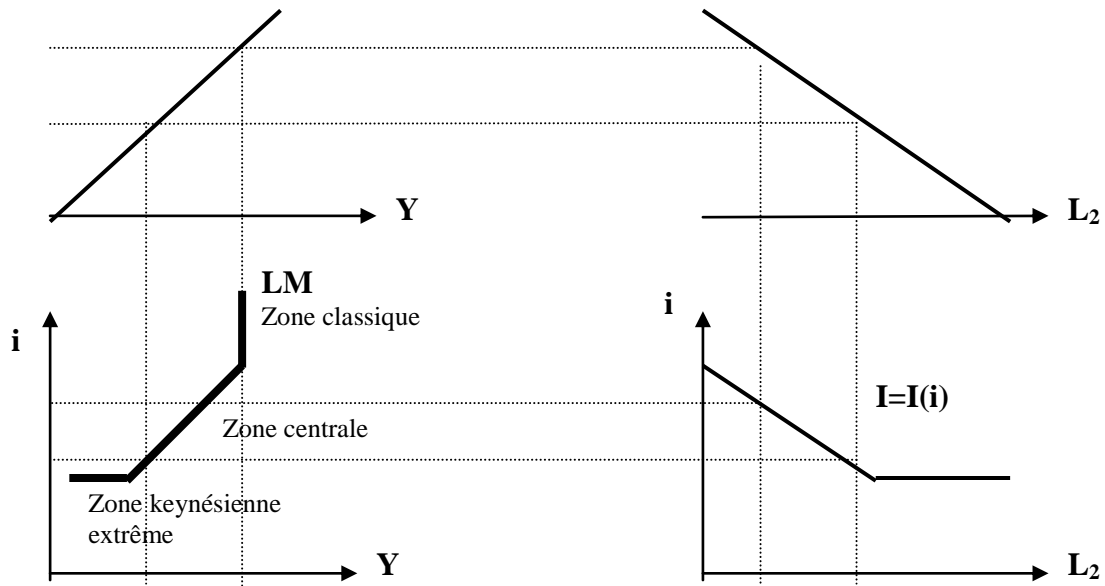 Y
L₂
LM
Zone classique
i
i
I=I(i)
Zone centrale
Zone keynésienne
extrême
Y
L₂